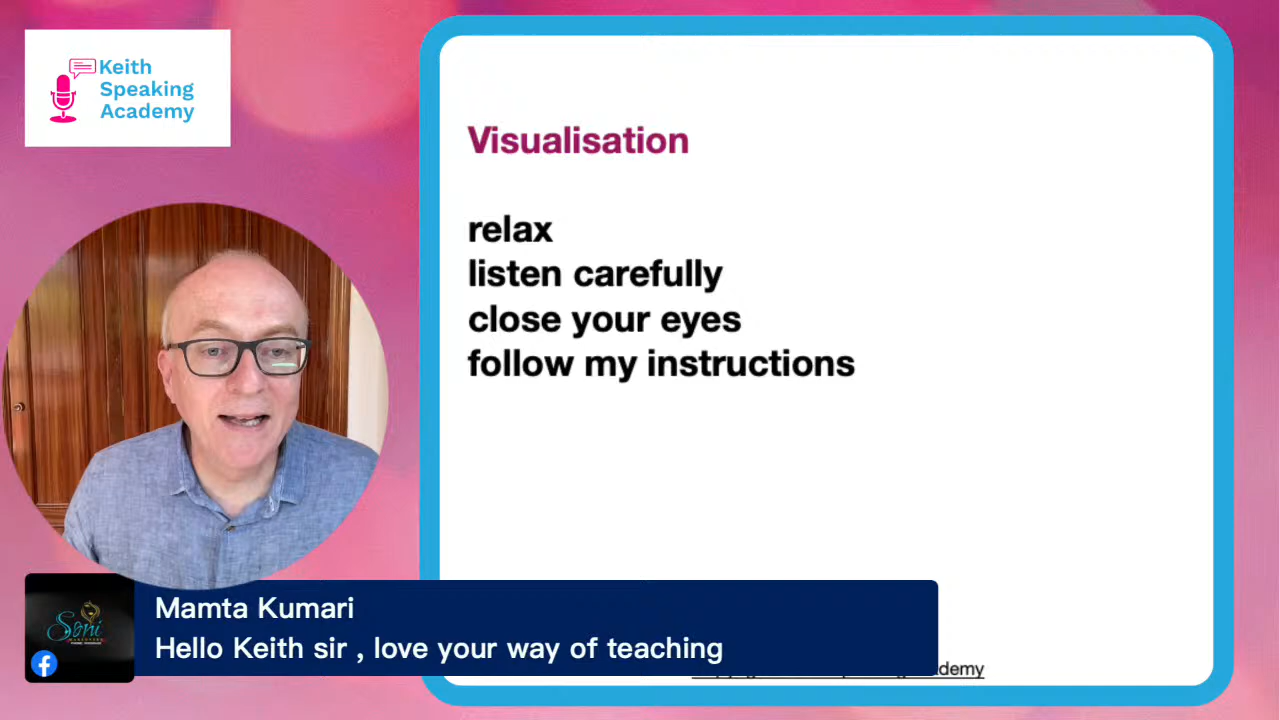 Keith
Speaking
Academy
Visualisation
relax
listen carefully
close your eyes
follow my instructions
Mamta Kumari
Hello Keith sir , love your way of teaching
Soni